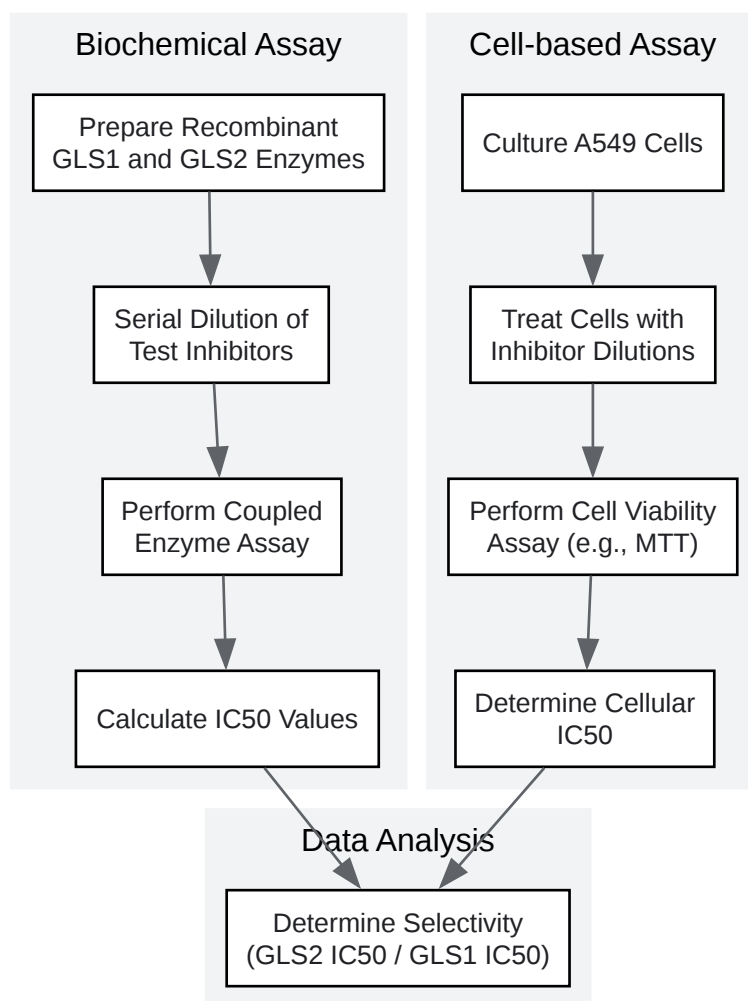 Biochemical Assay
Prepare Recombinant
GLS1 and GLS2 Enzymes
Serial Dilution of
Test Inhibitors
Perform Coupled
Enzyme Assay
Calculate IC50 Values
Cell-based Assay
Culture A549 Cells
Treat Cells with
Inhibitor Dilutions
Perform Cell Viability
Assay (e.g., MTT)
Determine Cellular
IC50
Data Analysis
Determine Selectivity
(GLS2 IC50 / GLS1 IC50)